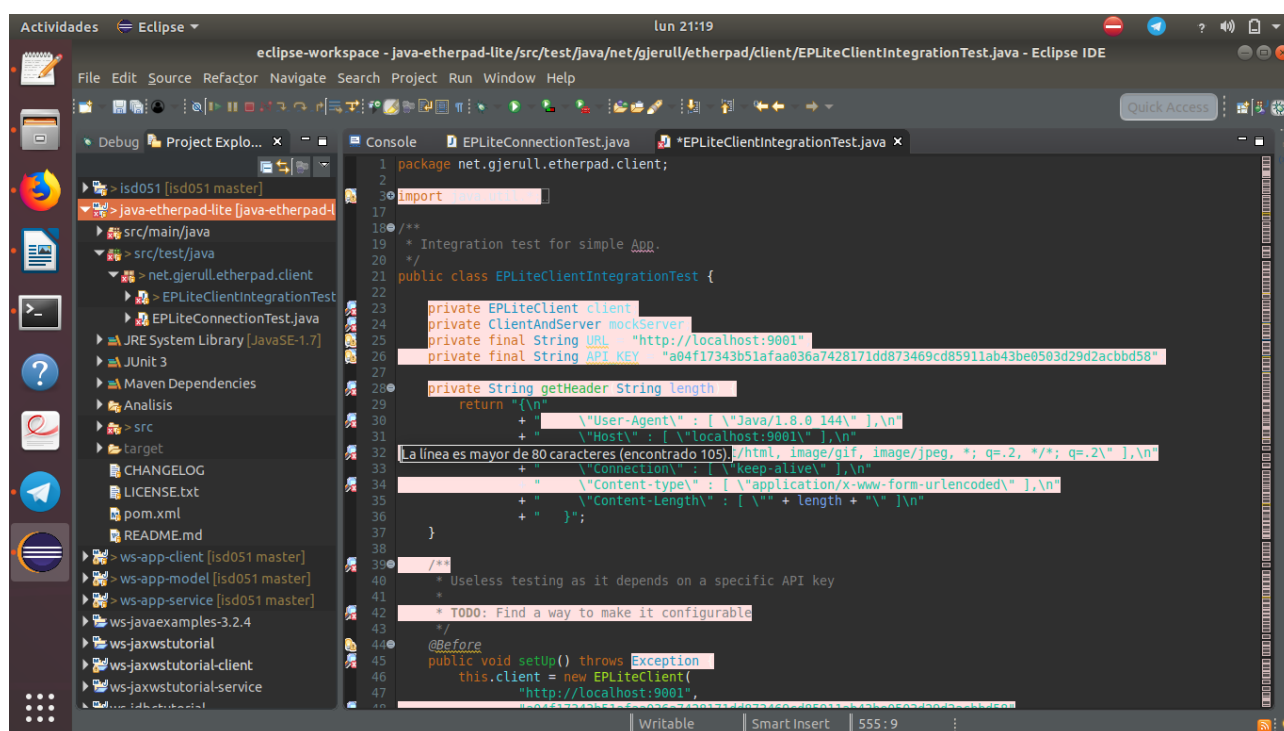 Actividades Eclipse lun 21:19 ?
eclipse-workspace - java-etherpad-lite/src/test/java/net/gjerull/etherpad/client/EPLiteClientIntegrationTest.java - Eclipse IDE
File Edit Source Refactor Navigate Search Project Run Window Help
Quick Access
Debug Project Explo...
Console EPLiteConnectionTest.java *EPLiteClientIntegrationTest.java
> isd051 [isd051 master]
> java-etherpad-lite [java-etherpad-l
src/main/java
> src/test/java
> net.gjerull.etherpad.client
> EPLiteClientIntegrationTest
EPLiteConnectionTest.java
JRE System Library [JavaSE-1.7]
JUnit 3
Maven Dependencies
Analisis
> src
target
CHANGELOG
LICENSE.txt
pom.xml
README.md
> ws-app-client [isd051 master]
> ws-app-model [isd051 master]
> ws-app-service [isd051 master]
ws-javaexamples-3.2.4
ws-jaxwstutorial
ws-jaxwstutorial-client
ws-jaxwstutorial-service
1 package net.gjerull.etherpad.client;
2
3 import
17
18 /**
19 * Integration test for simple App.
20 */
21 public class EPLiteClientIntegrationTest {
22
23 private EPLiteClient client
24 private ClientAndServer mockServer
25 private final String URL "http://localhost:9001"
26 private final String API_KEY "a04f17343b51afaa036a7428171dd873469cd85911ab43be0503d29d2acbbd58"
27
28 private String getHeader String length
29 return "{\n"
30 + " \"User-Agent\" : [ \"Java/1.8.0_144\" ],\n"
31 + " \"Host\" : [ \"localhost:9001\" ],\n"
32 La línea es mayor de 80 caracteres (encontrado 105). t/html, image/gif, image/jpeg, *; q=.2, */*; q=.2\" ],\n"
33 + " \"Connection\" : [ \"keep-alive\" ],\n"
34 \"Content-type\" : [ \"application/x-www-form-urlencoded\" ],\n"
35 + " \"Content-Length\" : [ \"" + length + "\" ]\n"
36 + " }";
37 }
38
39 /**
40 * Useless testing as it depends on a specific API key
41 *
42 * TODO: Find a way to make it configurable
43 */
44 @Before
45 public void setUp() throws Exception
46 this.client = new EPLiteClient(
47 "http://localhost:9001",
Writable Smart Insert 555 : 9